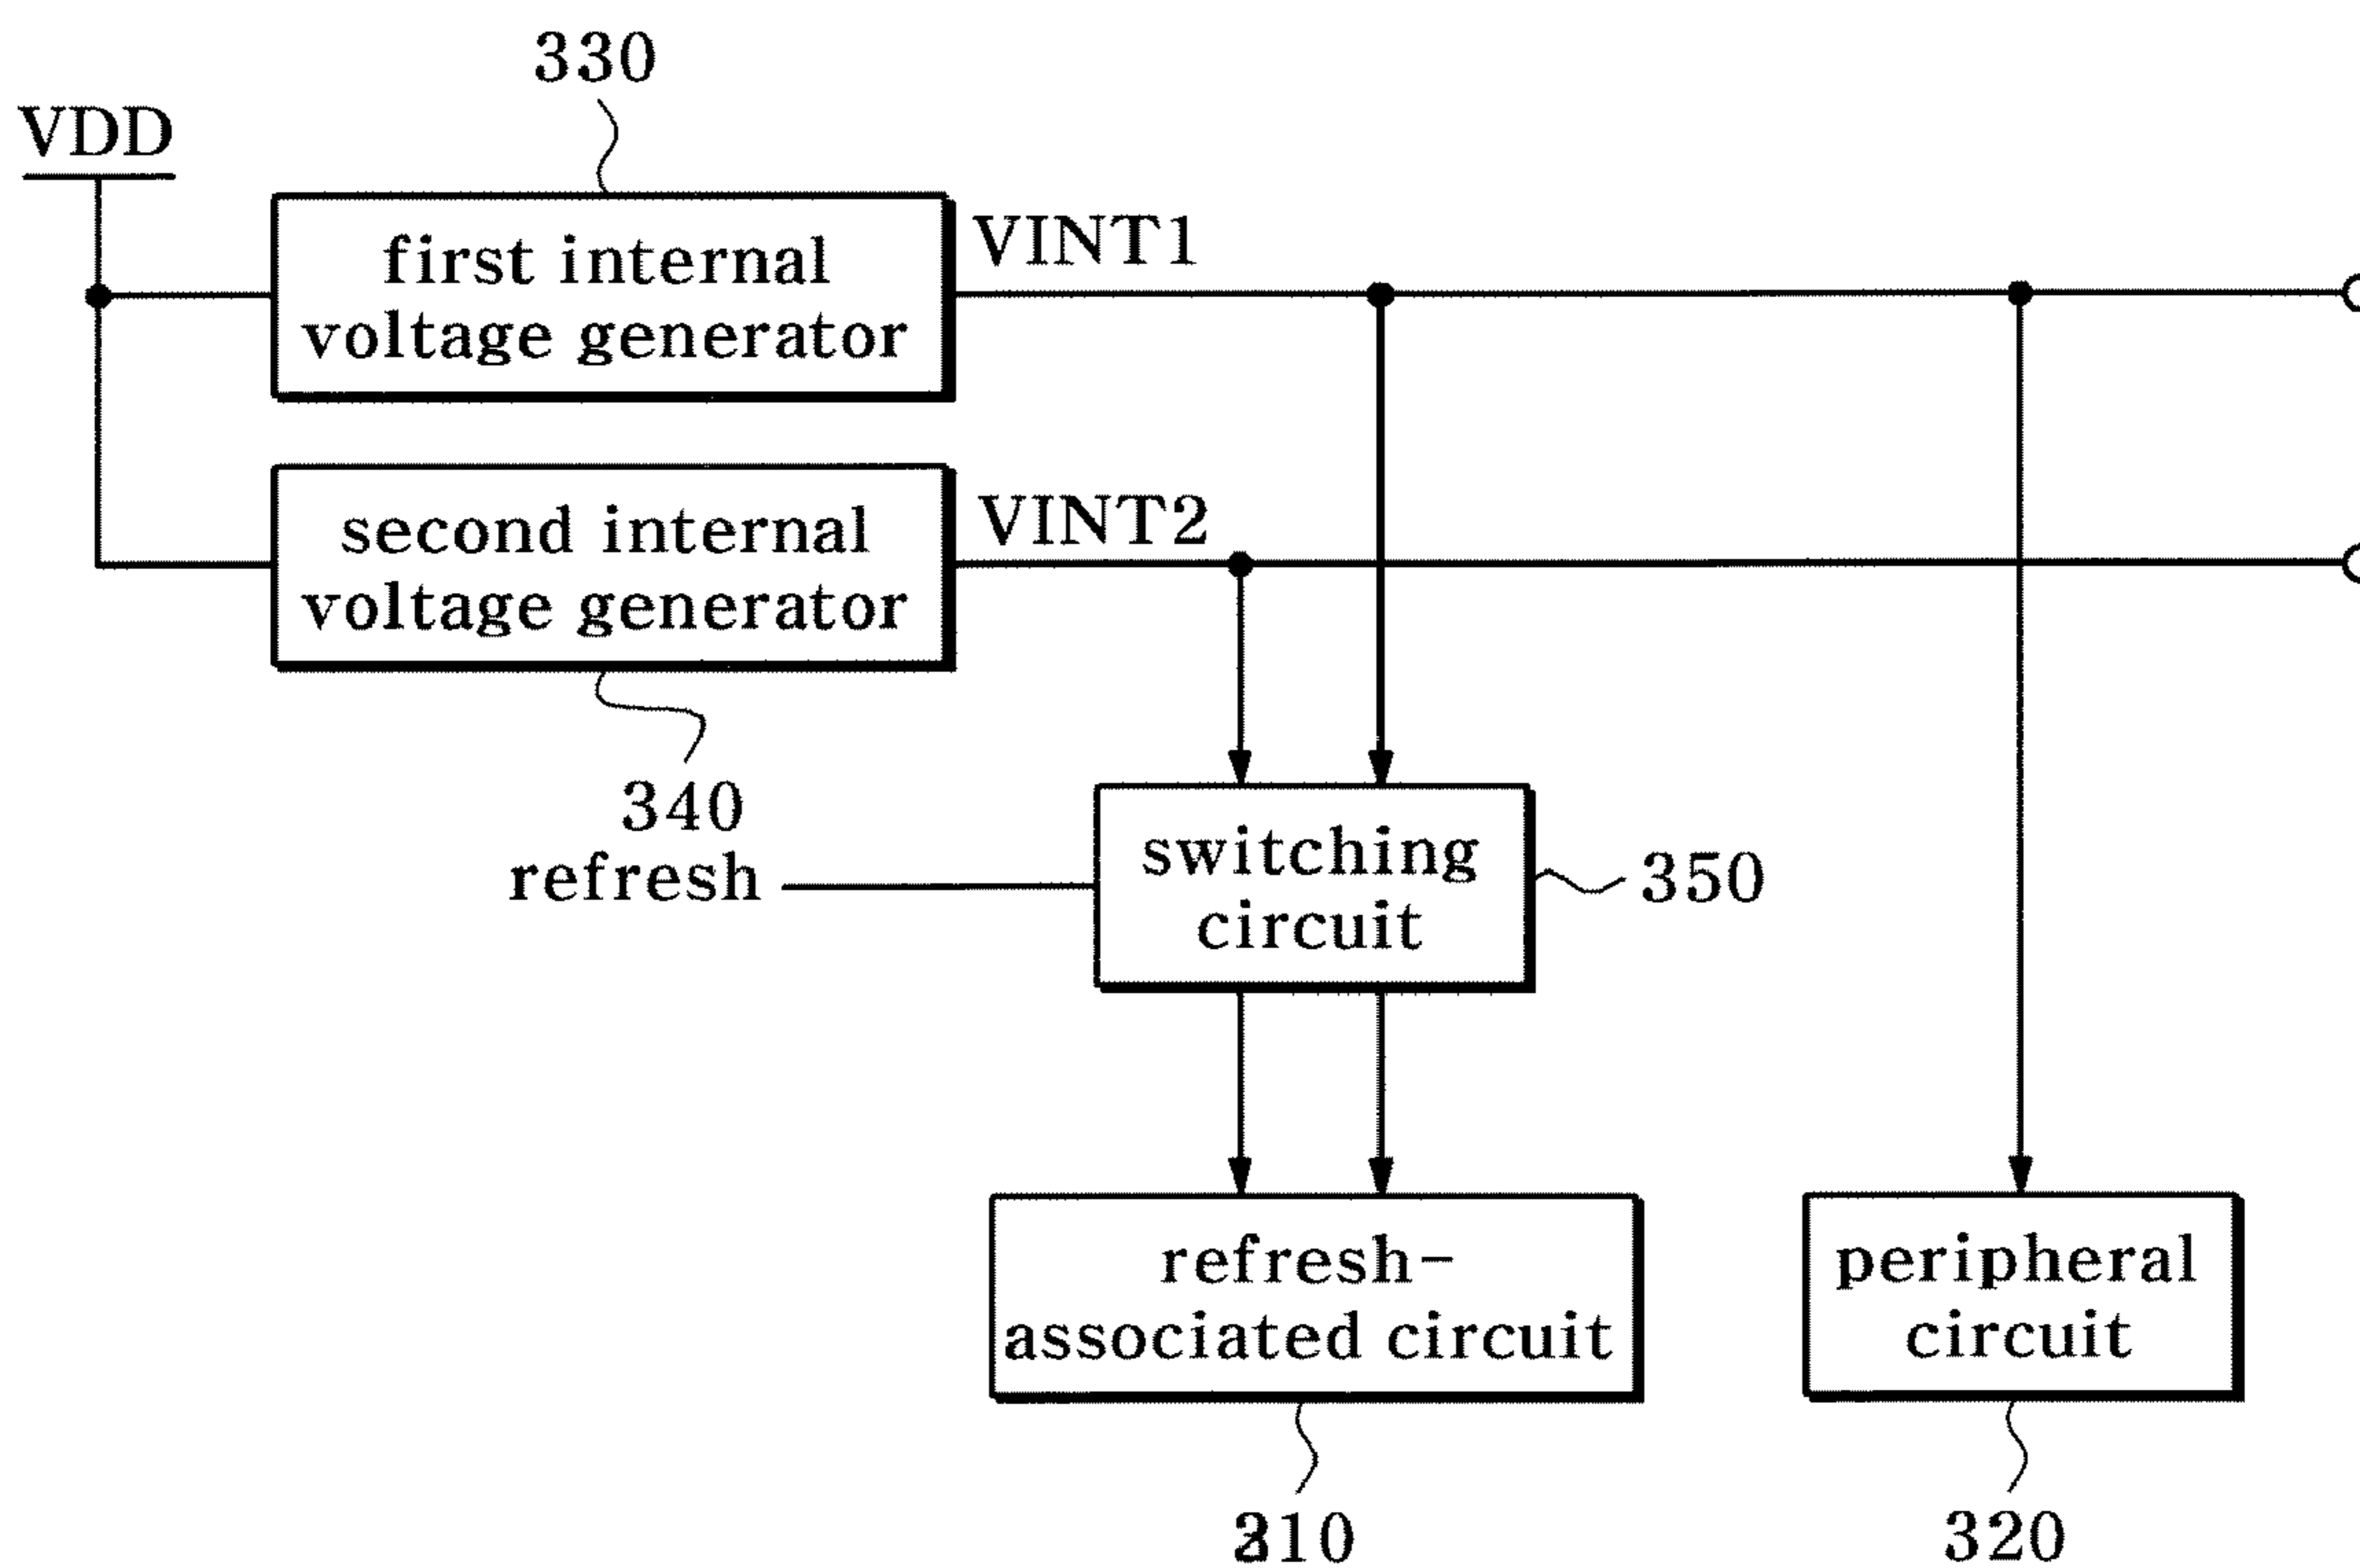 330
VDD
first internal
voltage generator
VINT1
second internal
voltage generator
VINT2
340
refresh
switching
circuit
350
refresh-
associated circuit
peripheral
circuit
320